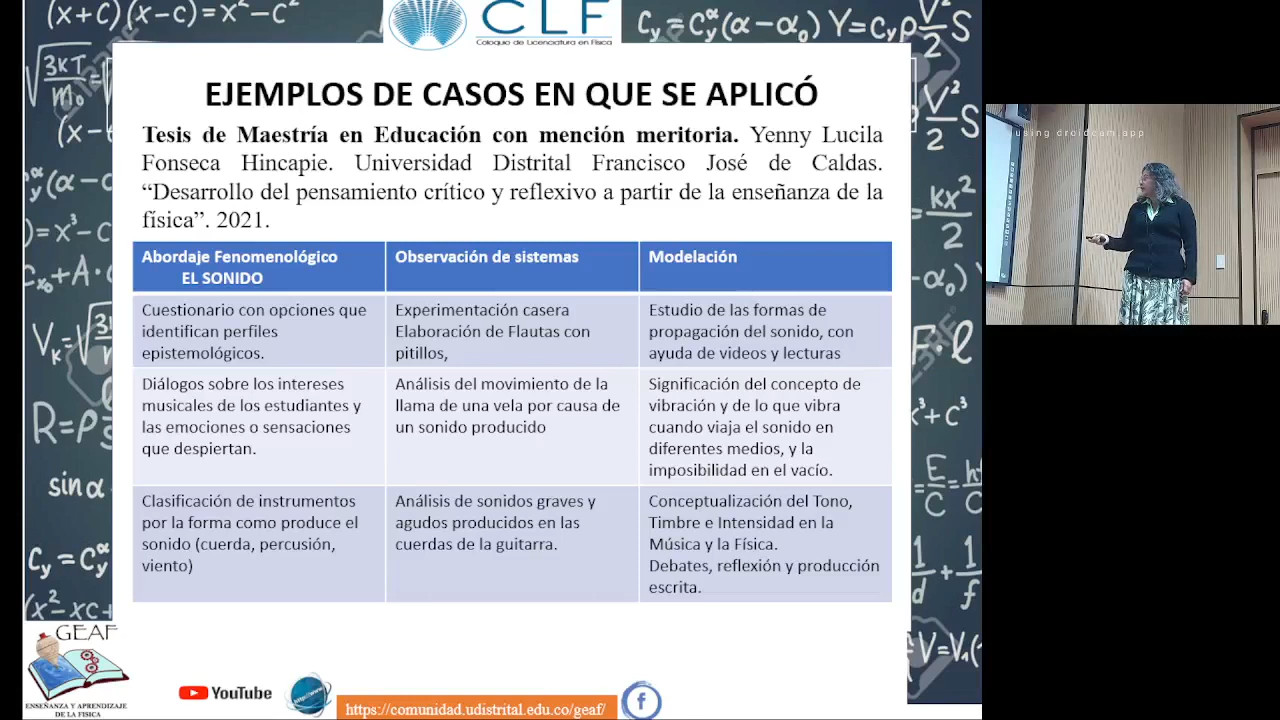 (x+c)(x-c)=x²-c²
CLF
Coloquio de Licenciatura en Física
EJEMPLOS DE CASOS EN QUE SE APLICÓ
Tesis de Maestría en Educación con mención meritoria. Yenny Lucila
Fonseca Hincapie. Universidad Distrital Francisco José de Caldas.
“Desarrollo del pensamiento crítico y reflexivo a partir de la enseñanza de la
física”. 2021.
Abordaje Fenomenológico
EL SONIDO
Observación de sistemas
Modelación
Cuestionario con opciones que
identifican perfiles
epistemológicos.
Experimentación casera
Elaboración de Flautas con
pitillos,
Estudio de las formas de
propagación del sonido, con
ayuda de videos y lecturas
Diálogos sobre los intereses
musicales de los estudiantes y
las emociones o sensaciones
que despiertan.
Análisis del movimiento de la
llama de una vela por causa de
un sonido producido
Significación del concepto de
vibración y de lo que vibra
cuando viaja el sonido en
diferentes medios, y la
imposibilidad en el vacío.
Clasificación de instrumentos
por la forma como produce el
sonido (cuerda, percusión,
viento)
Análisis de sonidos graves y
agudos producidos en las
cuerdas de la guitarra.
Conceptualización del Tono,
Timbre e Intensidad en la
Música y la Física.
Debates, reflexión y producción
escrita.
GEAF
ENSEÑANZA Y APRENDIZAJE
DE LA FISICA
YouTube
http://www
https://comunidad.udistrital.edu.co/geaf/
f
using droidcam.app